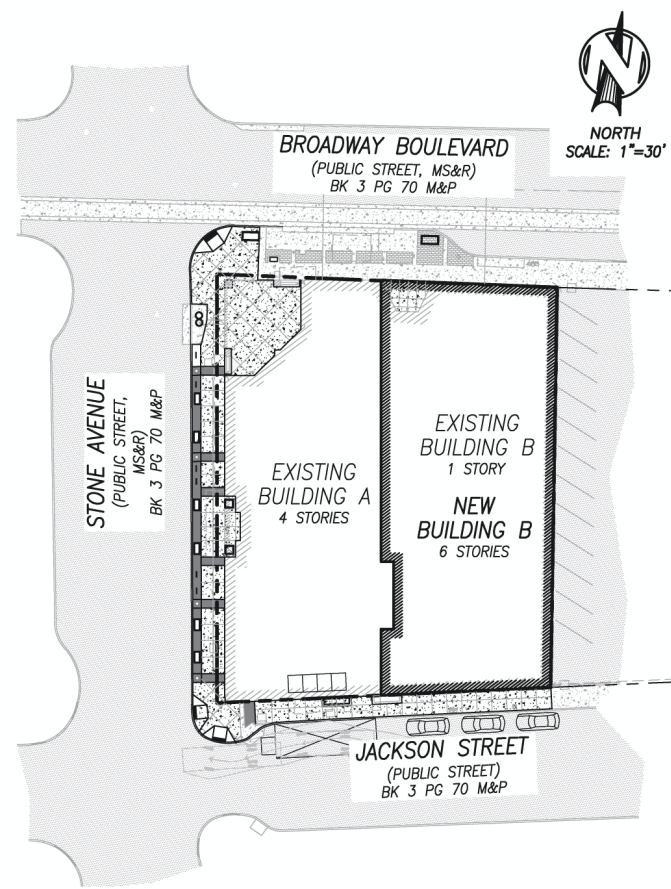 N
NORTH
SCALE: 1"=30'
BROADWAY BOULEVARD
(PUBLIC STREET, MS&R)
BK 3 PG 70 M&P
STONE AVENUE
(PUBLIC STREET,
MS&R)
BK 3 PG 70 M&P
EXISTING
BUILDING A
4 STORIES
EXISTING
BUILDING B
1 STORY
NEW
BUILDING B
6 STORIES
JACKSON STREET
(PUBLIC STREET)
BK 3 PG 70 M&P